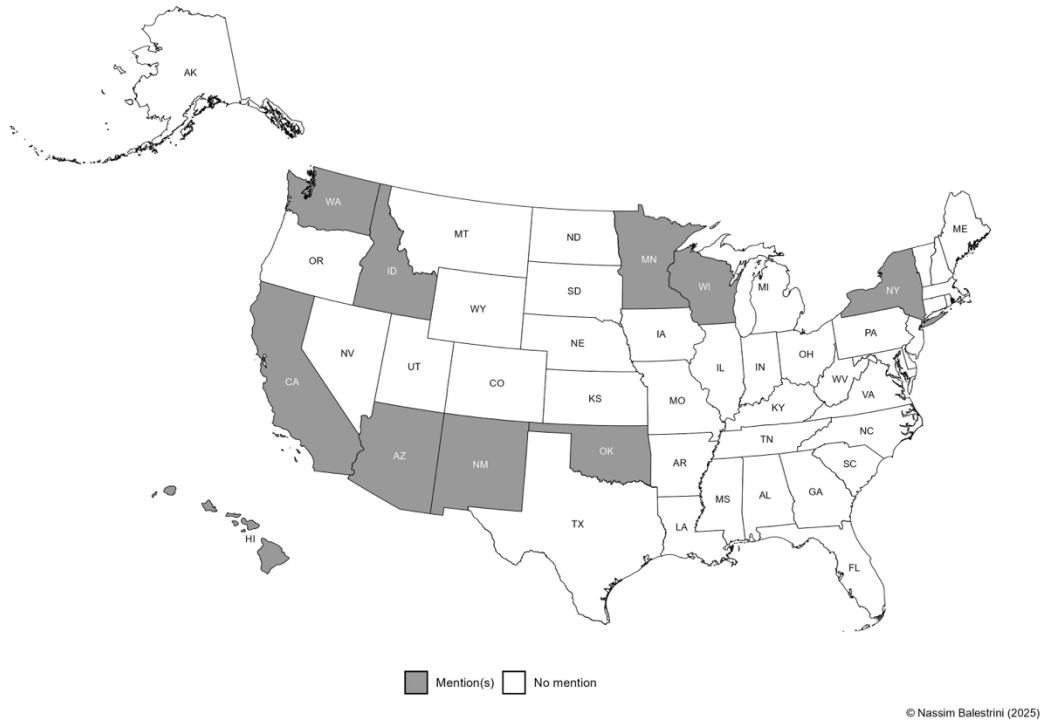 AK
WA
ME
MT
ND
OR
MN
ID
WI
NY
SD
MI
WY
PA
IA
NE
OH
NV
IL
IN
UT
WV
CO
VA
CA
KS
MO
KY
NC
TN
OK
AZ
NM
AR
SC
GA
MS
AL
TX
LA
HI
FL
Mention(s)
No mention
© Nassim Balestrini (2025)